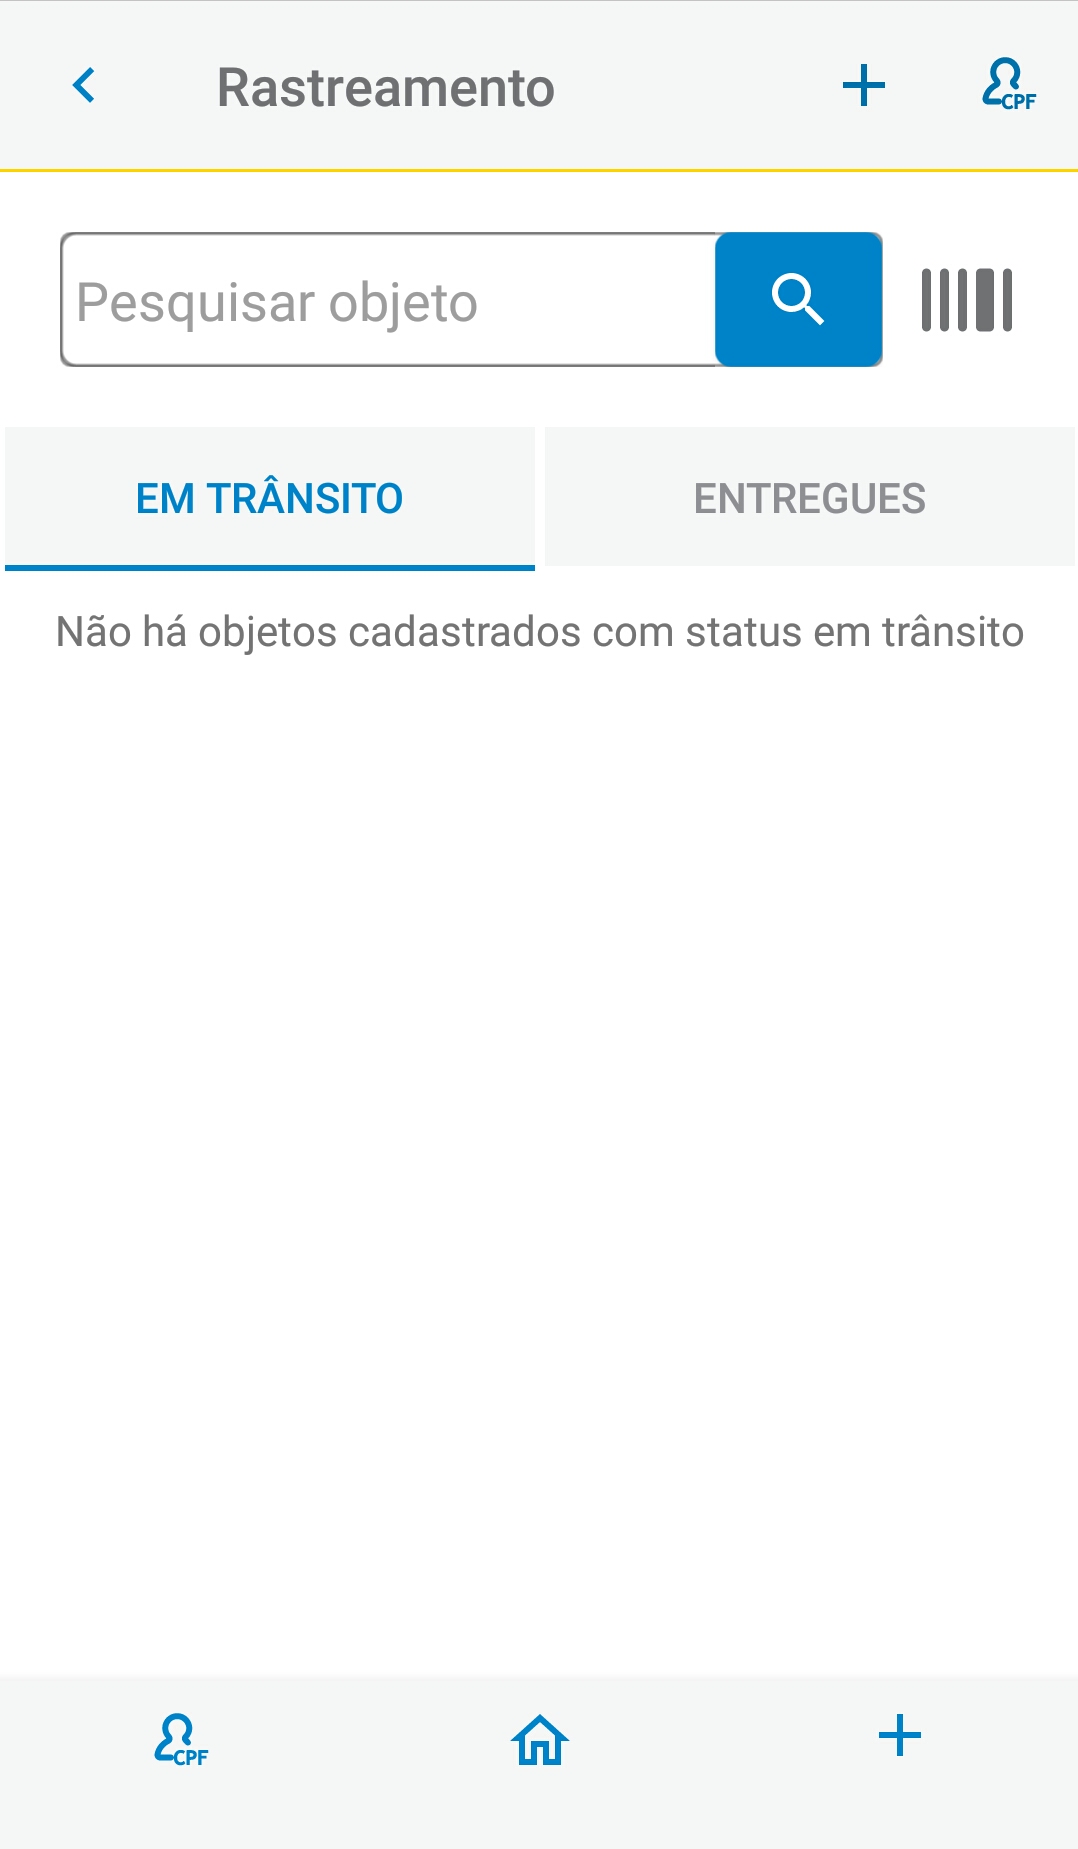 Rastreamento
CPF
Pesquisar objeto
EM TRÂNSITO
ENTREGUES
Não há objetos cadastrados com status em trânsito
CPF